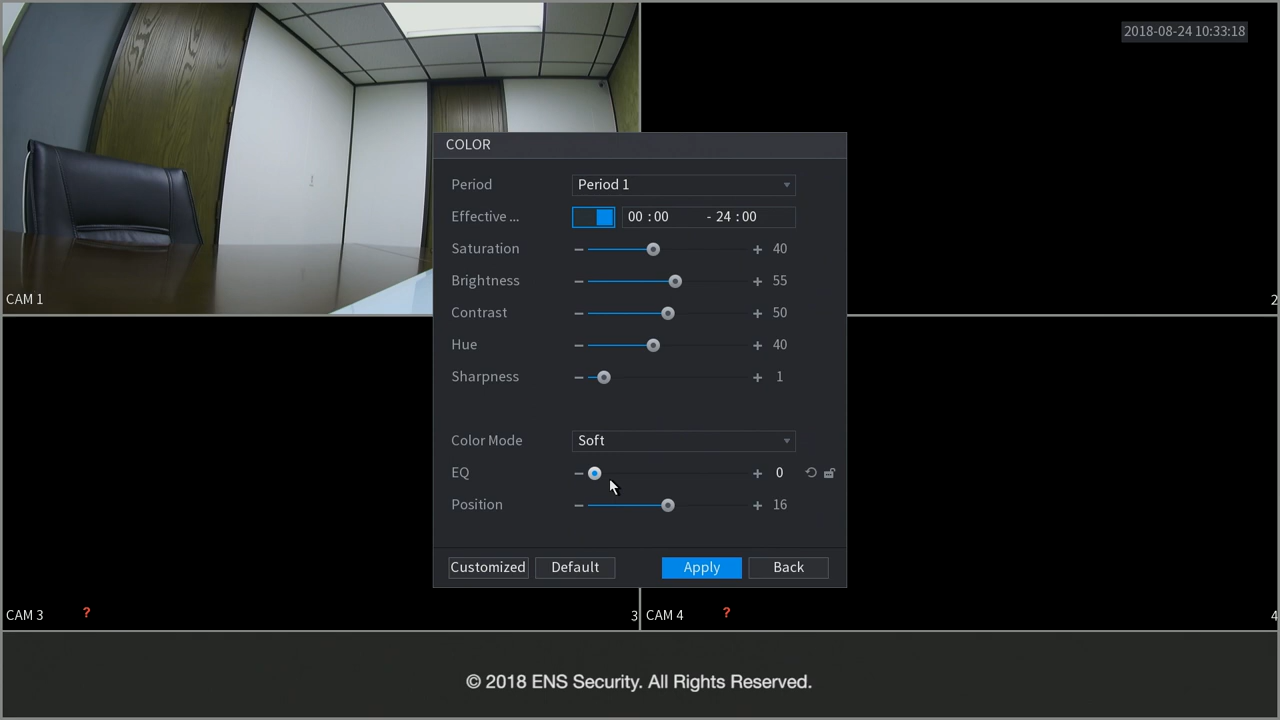 2018-08-24 10:33:18
COLOR
Period Period 1
Effective ... 00 : 00 - 24 : 00
Saturation 40
Brightness 55
Contrast 50
Hue 40
Sharpness 1
CAM 1
2
Color Mode Soft
EQ 0
Position 16
Customized Default Apply Back
CAM 3 ? 3
CAM 4 ? 4
© 2018 ENS Security. All Rights Reserved.